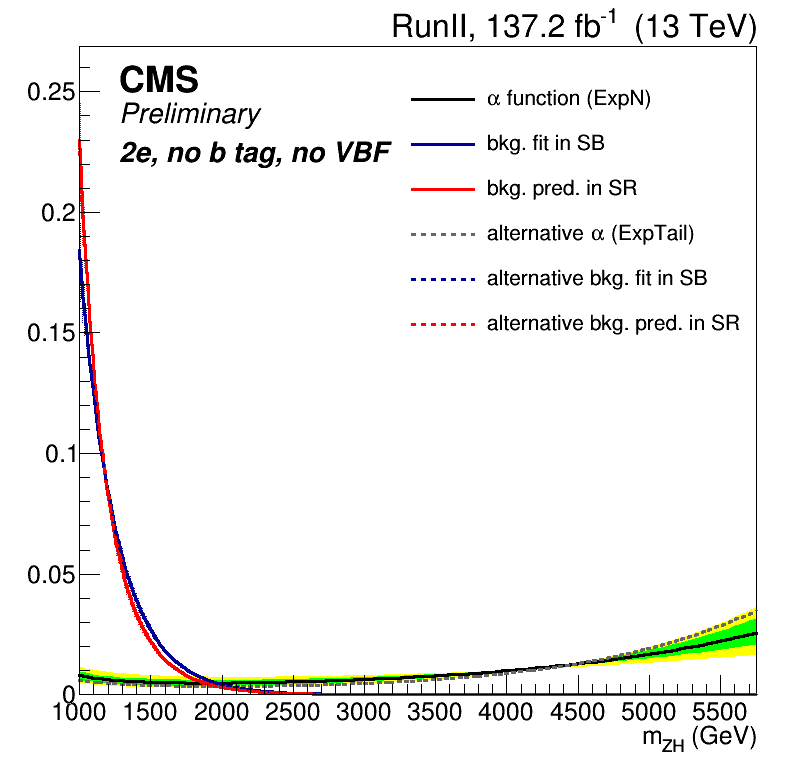 RunII, 137.2 fb-1 (13 TeV)
CMS
Preliminary
2e, no b tag, no VBF
α function (ExpN)
bkg. fit in SB
bkg. pred. in SR
alternative α (ExpTail)
alternative bkg. fit in SB
alternative bkg. pred. in SR
0.25
0.2
0.15
0.1
0.05
0
1000 1500 2000 2500 3000 3500 4000 4500 5000 5500
mZH (GeV)